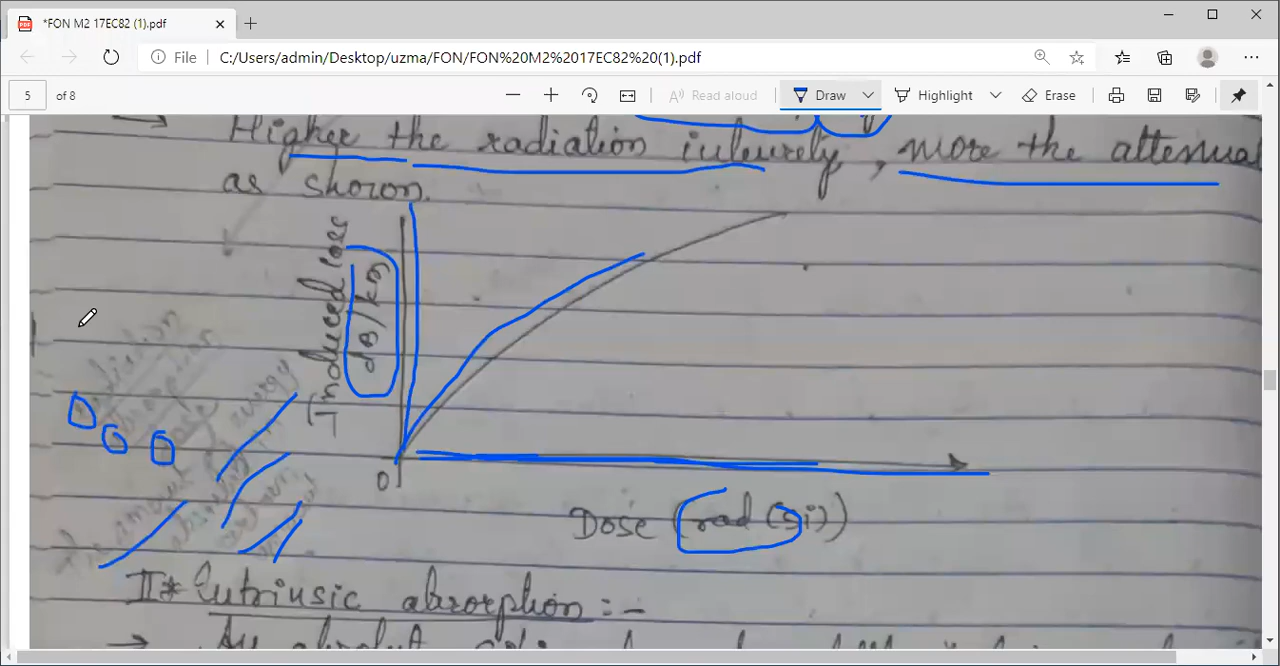 *FON M2 17EC82 (1).pdf
File C:/Users/admin/Desktop/uzma/FON/FON%20M2%2017EC82%20(1).pdf
5 of 8 Read aloud Draw Highlight Erase
→ Higher the radiation intensity, more the attenuat
as shown.
Induced loss
dB/km
0
Dose (rad (si))
II* Extrinsic absorption :-
→